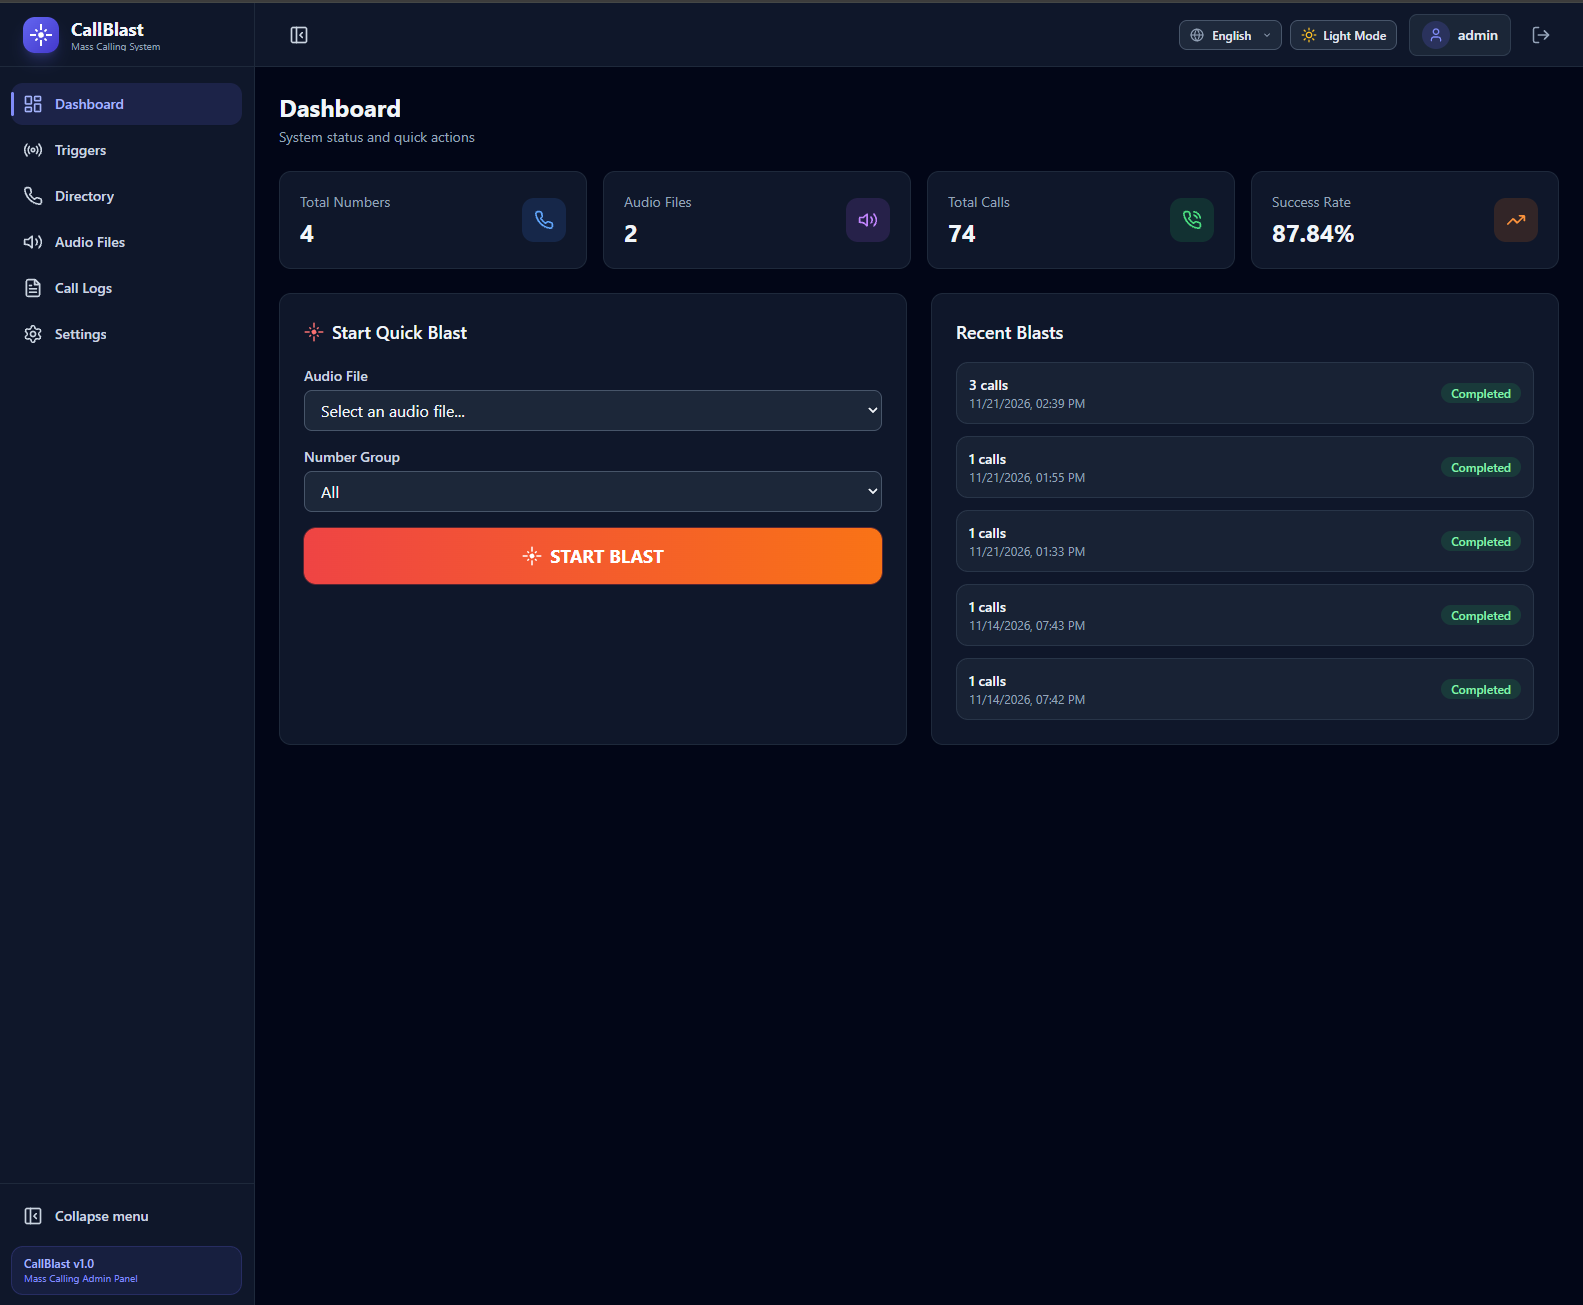 CallBlast
Mass Calling System
English
Light Mode
admin
Dashboard
Triggers
Directory
Audio Files
Call Logs
Settings
Dashboard
System status and quick actions
Total Numbers
4
Audio Files
2
Total Calls
74
Success Rate
87.84%
Start Quick Blast
Audio File
Select an audio file...
Number Group
All
START BLAST
Recent Blasts
3 calls
11/21/2026, 02:39 PM
Completed
1 calls
11/21/2026, 01:55 PM
Completed
1 calls
11/21/2026, 01:33 PM
Completed
1 calls
11/14/2026, 07:43 PM
Completed
1 calls
11/14/2026, 07:42 PM
Completed
Collapse menu
CallBlast v1.0
Mass Calling Admin Panel